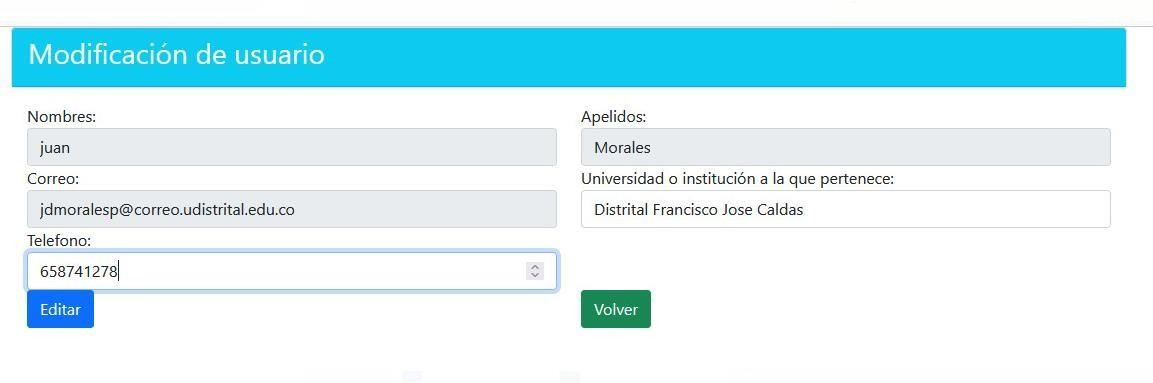 Modificación de usuario
Nombres: Apelidos:
juan Morales
Correo: Universidad o institución a la que pertenece:
jdmoralesp@correo.udistrital.edu.co Distrital Francisco Jose Caldas
Telefono:
658741278
Editar Volver